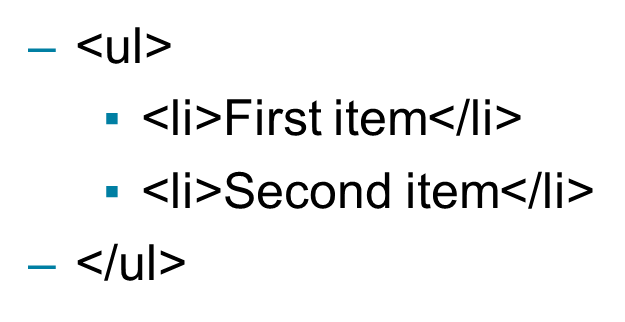 – <ul>
▪ <li>First item</li>
▪ <li>Second item</li>
– </ul>